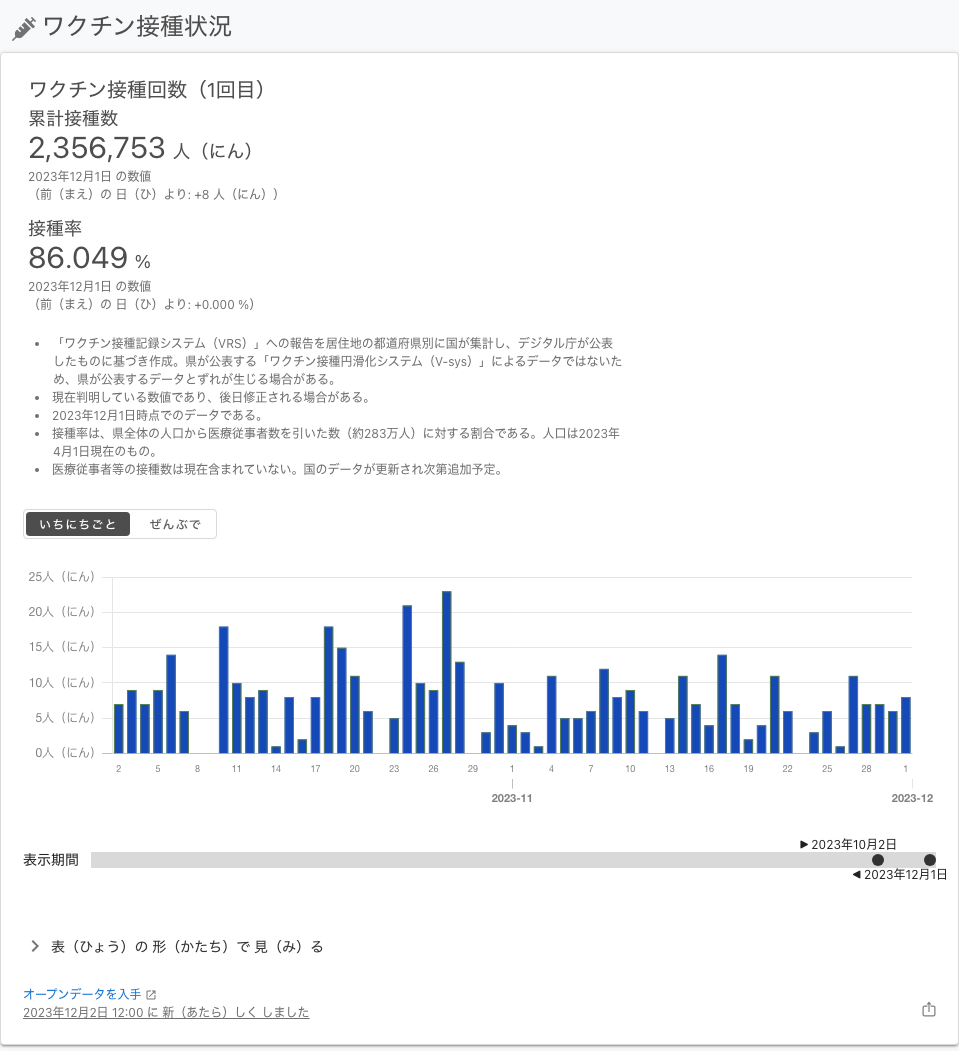 ワクチン接種状況
ワクチン接種回数（1回目）
累計接種数
2,356,753 人（にん）
2023年12月1日 の数値
（前（まえ）の 日（ひ）より: +8 人（にん））
接種率
86.049 %
2023年12月1日 の数値
（前（まえ）の 日（ひ）より: +0.000 %）
• 「ワクチン接種記録システム（VRS）」への報告を居住地の都道府県別に国が集計し、デジタル庁が公表
したものに基づき作成。県が公表する「ワクチン接種円滑化システム（V-sys）」によるデータではないた
め、県が公表するデータとずれが生じる場合がある。
• 現在判明している数値であり、後日修正される場合がある。
• 2023年12月1日時点でのデータである。
• 接種率は、県全体の人口から医療従事者数を引いた数（約283万人）に対する割合である。人口は2023年
4月1日現在のもの。
• 医療従事者等の接種数は現在含まれていない。国のデータが更新され次第追加予定。
いちにちごと ぜんぶで
25人（にん）
20人（にん）
15人（にん）
10人（にん）
5人（にん）
0人（にん）
2 5 8 11 14 17 20 23 26 29 1 4 7 10 13 16 19 22 25 28 1
2023-11 2023-12
▶ 2023年10月2日
表示期間
◀ 2023年12月1日
表（ひょう）の 形（かたち）で 見（み）る
オープンデータを入手
2023年12月2日 12:00 に 新（あたら）しく しました